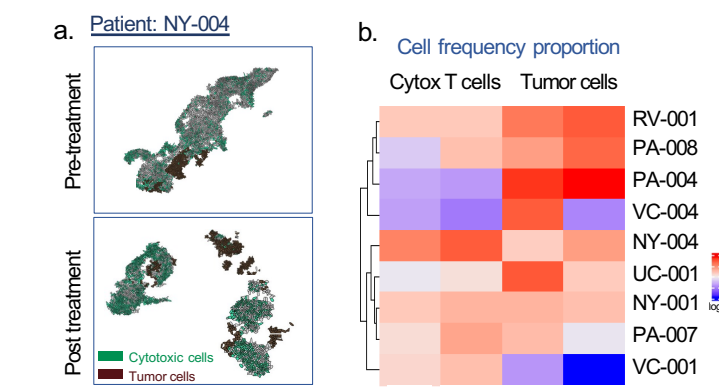 a. Patient: NY-004
Pre-treatment
Post treatment
Cytotoxic cells
Tumor cells
b.
Cell frequency proportion
Cytox T cells Tumor cells
RV-001
PA-008
PA-004
VC-004
NY-004
UC-001
NY-001
PA-007
VC-001